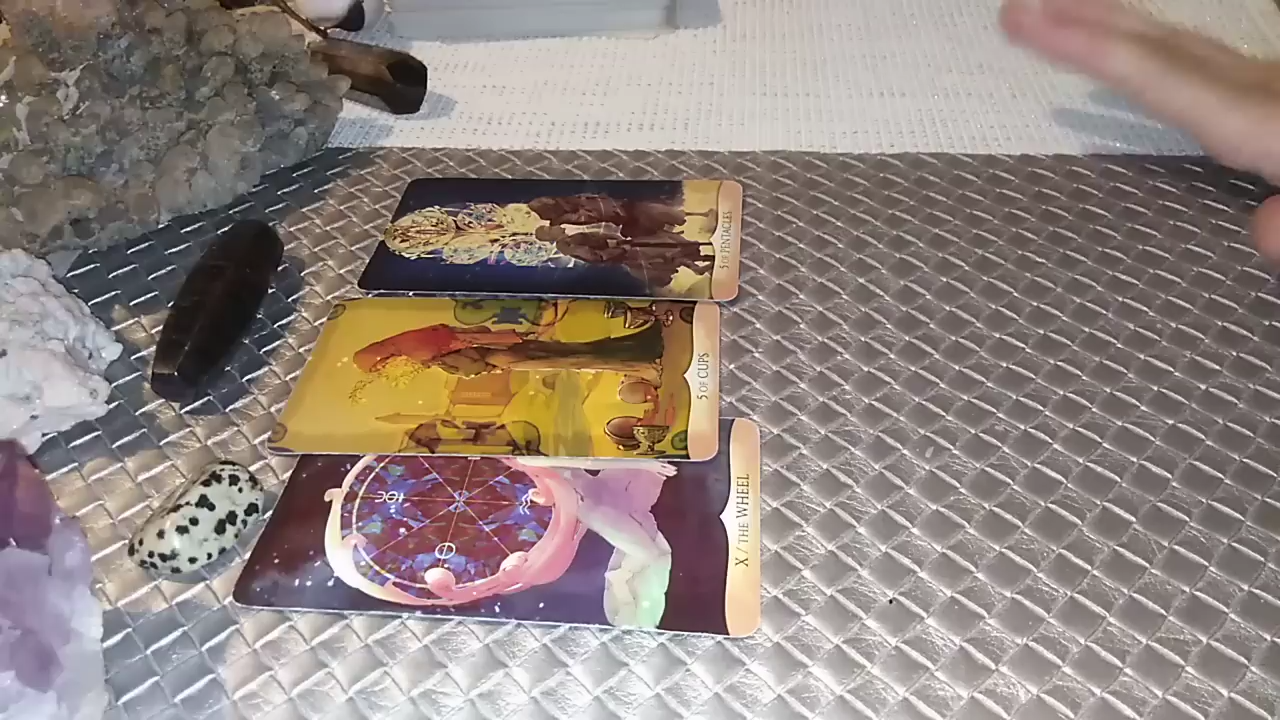 5 OF PENTACLES
5 OF CUPS
X / THE WHEEL